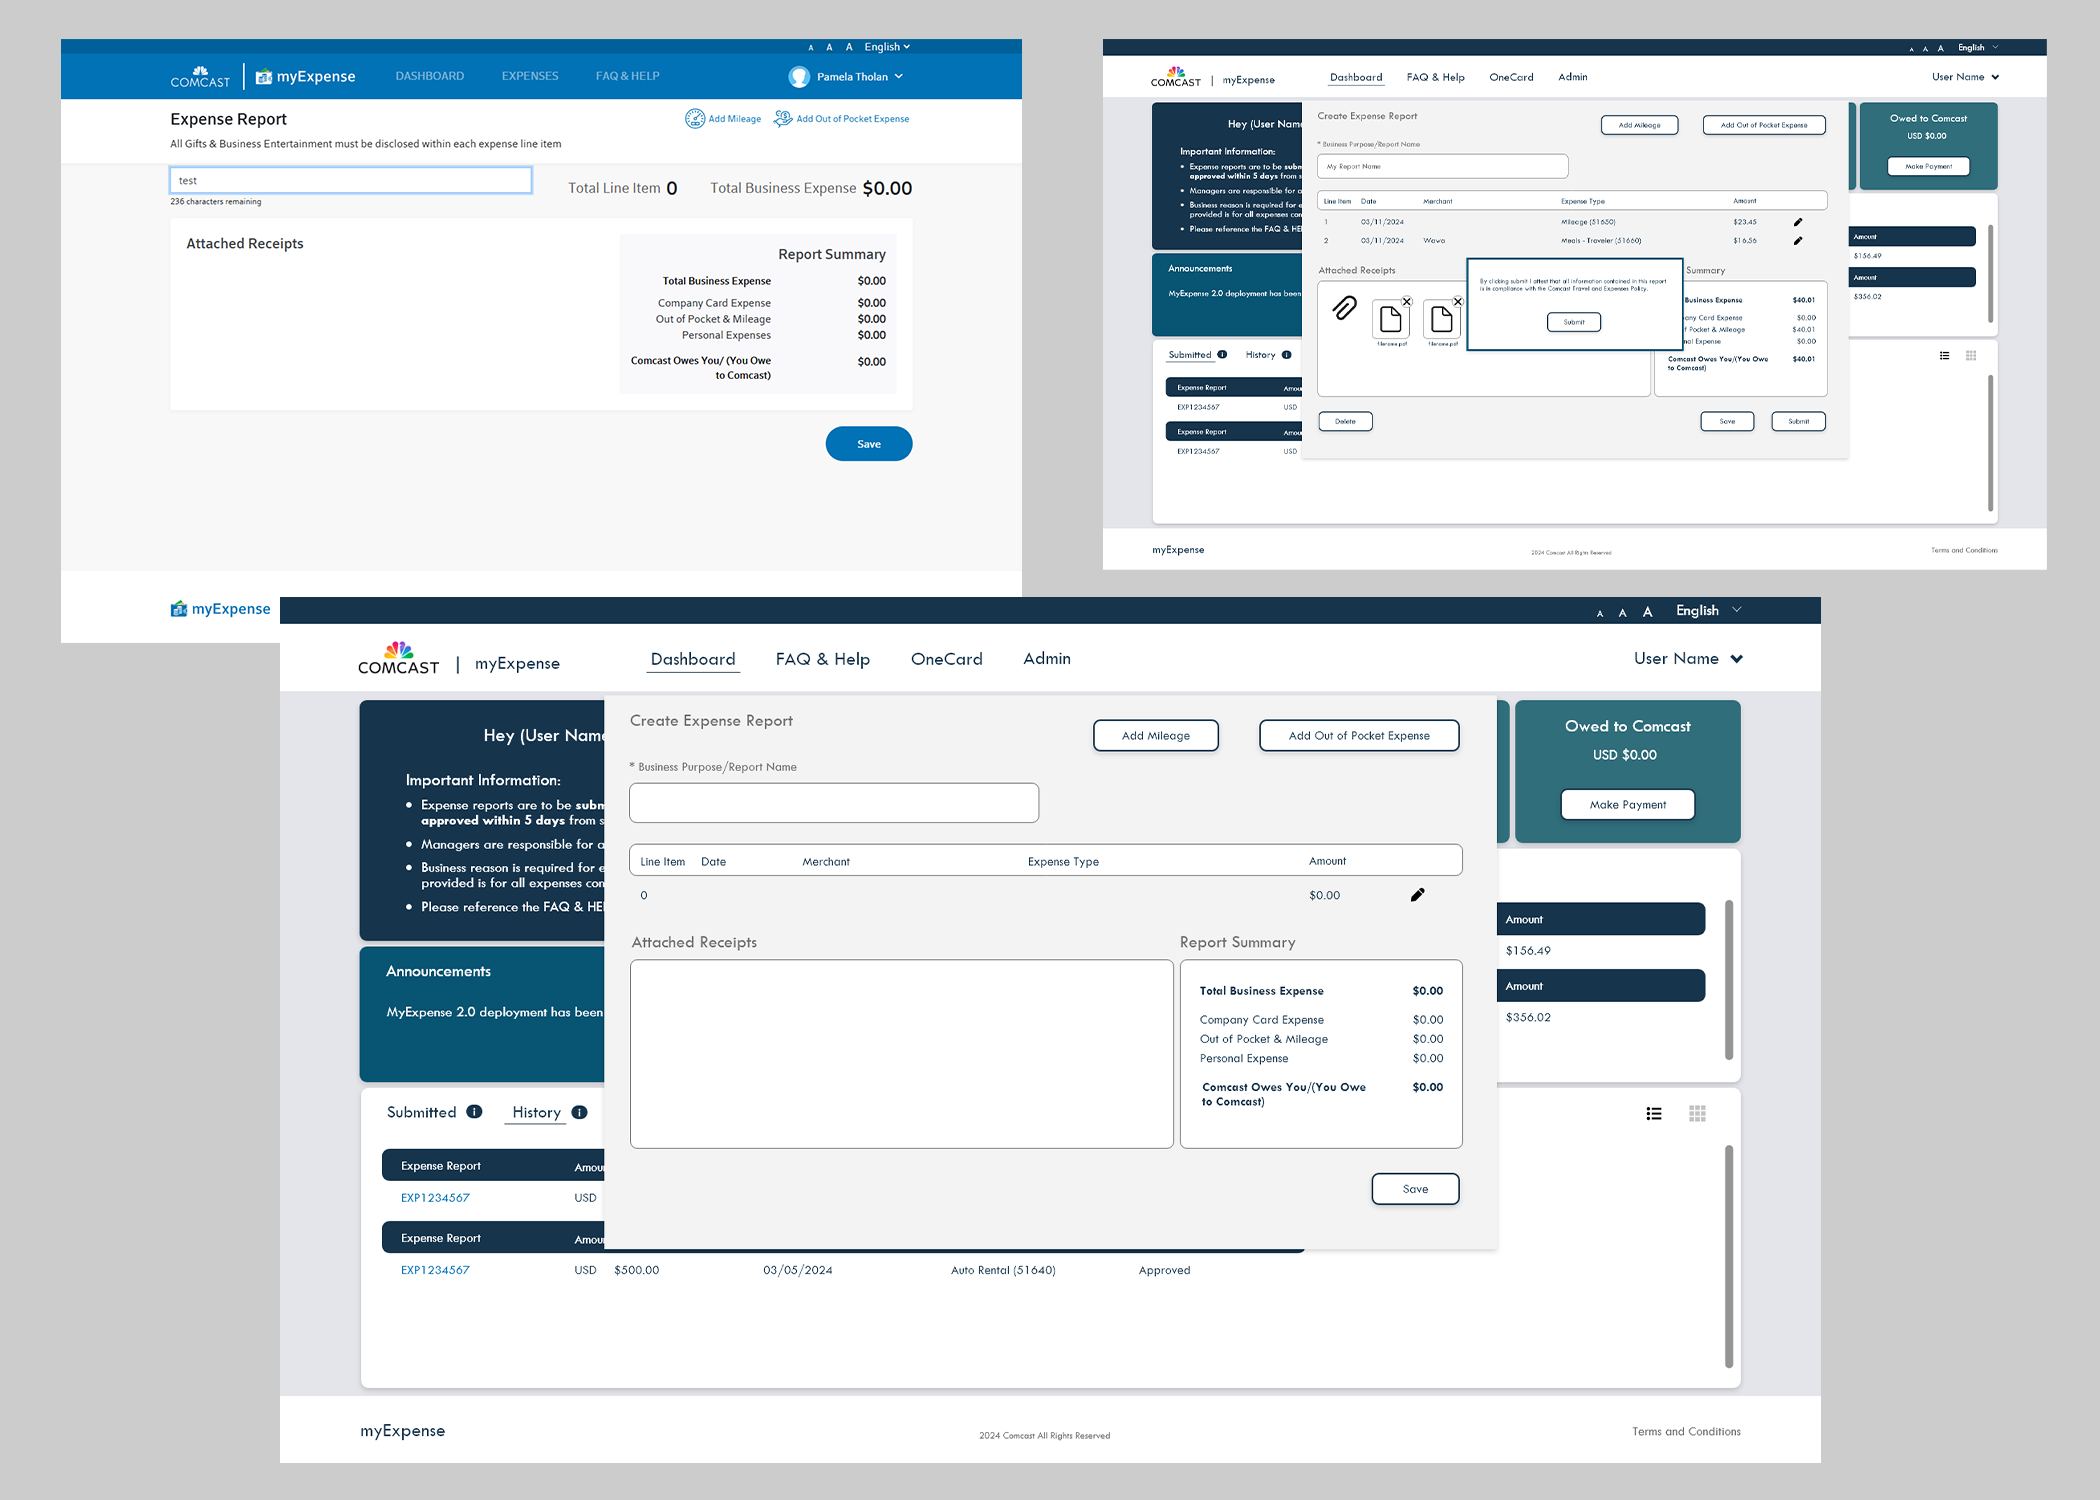 A A A English
COMCAST myExpense DASHBOARD EXPENSES FAQ & HELP Pamela Tholan
Expense Report Add Mileage Add Out of Pocket Expense
All Gifts & Business Entertainment must be disclosed within each expense line item
test
Total Line Item 0 Total Business Expense $0.00
236 characters remaining
Attached Receipts
Report Summary
Total Business Expense $0.00
Company Card Expense $0.00
Out of Pocket & Mileage $0.00
Personal Expenses $0.00
Comcast Owes You/ (You Owe $0.00
to Comcast)
Save
myExpense
A A A English
COMCAST | myExpense Dashboard FAQ & Help OneCard Admin User Name
Hey (User Name
Important Information:
Expense reports are to be subm
approved within 5 days from s
Managers are responsible for a
Business reason is required for e
provided is for all expenses con
Please reference the FAQ & HE
Announcements
MyExpense 2.0 deployment has been
Submitted i History i
Expense Report Amou
EXP1234567 USD
Expense Report Amou
EXP1234567 USD
Create Expense Report Add Mileage Add Out of Pocket Expense
* Business Purpose/Report Name
My Report Name
Line Item Date Merchant Expense Type Amount
1 03/11/2024 Mileage (51650) $23.45
2 03/11/2024 Wawa Meals - Traveler (51660) $16.56
Attached Receipts Summary
filename.pdf filename.pdf
By clicking submit I attest that all information contained in this report
is in compliance with the Comcast Travel and Expenses Policy.
Submit
Business Expense $40.01
any Card Expense $0.00
f Pocket & Mileage $40.01
nal Expense $0.00
Comcast Owes You/(You Owe $40.01
to Comcast)
Delete Save Submit
Owed to Comcast
USD $0.00
Make Payment
Amount
$156.49
Amount
$356.02
myExpense 2024 Comcast All Rights Reserved Terms and Conditions
A A A English
COMCAST | myExpense Dashboard FAQ & Help OneCard Admin User Name
Hey (User Name
Important Information:
Expense reports are to be subm
approved within 5 days from s
Managers are responsible for a
Business reason is required for e
provided is for all expenses con
Please reference the FAQ & HE
Announcements
MyExpense 2.0 deployment has been
Create Expense Report Add Mileage Add Out of Pocket Expense
* Business Purpose/Report Name
Line Item Date Merchant Expense Type Amount
0 $0.00
Attached Receipts Report Summary
Total Business Expense $0.00
Company Card Expense $0.00
Out of Pocket & Mileage $0.00
Personal Expense $0.00
Comcast Owes You/(You Owe $0.00
to Comcast)
Save
Owed to Comcast
USD $0.00
Make Payment
Amount
$156.49
Amount
$356.02
Submitted i History i
Expense Report Amou
EXP1234567 USD
Expense Report Amou
EXP1234567 USD $500.00 03/05/2024 Auto Rental (51640) Approved
myExpense 2024 Comcast All Rights Reserved Terms and Conditions